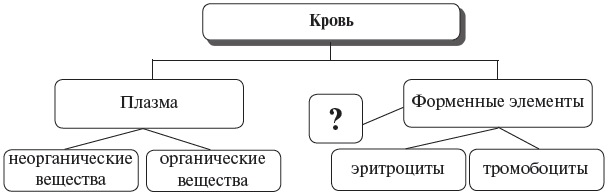 Кровь
Плазма
?
Форменные элементы
неорганические
вещества
органические
вещества
эритроциты
тромобоциты